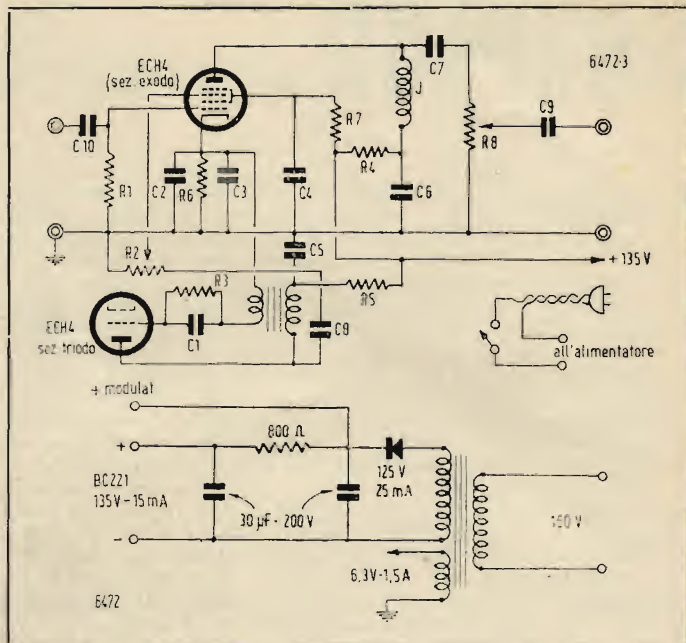 ECH4
(sez. exodo)
C7
6472-3
C9
J
R7
C10
R8
R4
R1
C2
R6
C3
C4
C6
C5
R2
+ 135 V
R3
R5
ECH4
sez. triodo
C1
C8
all'alimentatore
+ modulat
800 Ω
+
125 V
25 mA
BC221
135V - 15mA
30 µF - 200 V
-
6,3V - 1,5A
6472